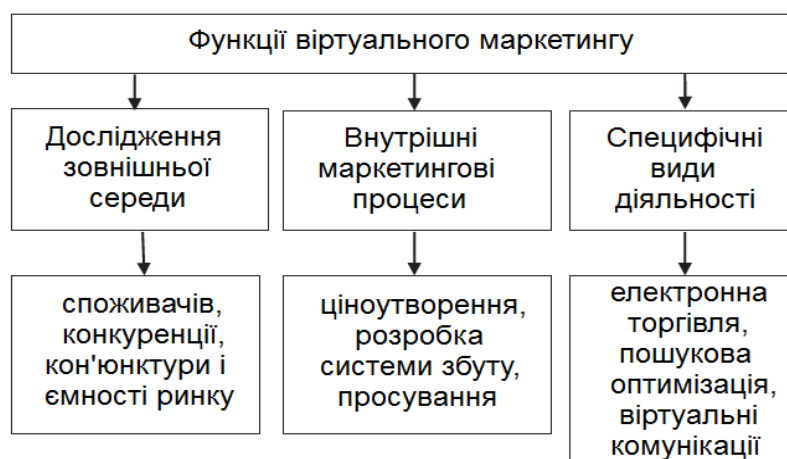 Функції віртуального маркетингу
Дослідження
зовнішньої
середи
Внутрішні
маркетингові
процеси
Специфічні
види
діяльності
споживачів,
конкуренції,
кон'юнктури і
ємності ринку
ціноутворення,
розробка
системи збуту,
просування
електронна
торгівля,
пошукова
оптимізація,
віртуальні
комунікації